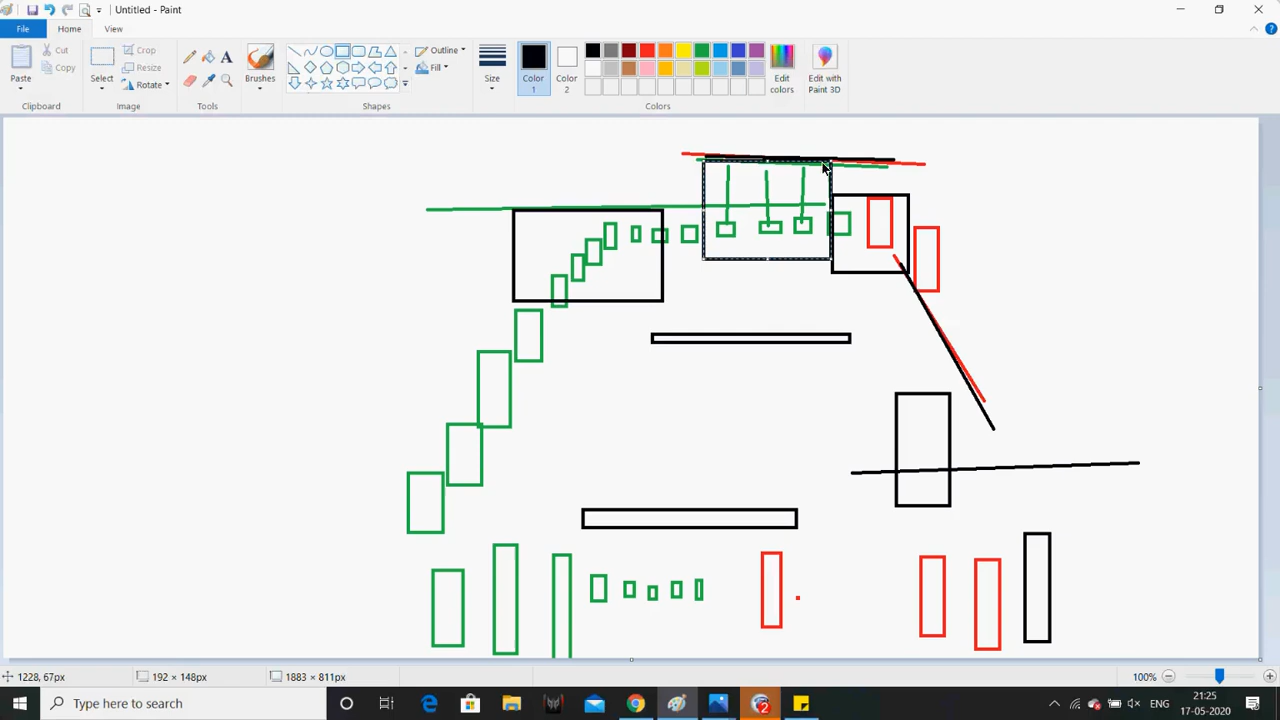 Untitled - Paint
File Home View
Paste
Cut
Copy
Clipboard
Select
Crop
Resize
Rotate
Image
A
Tools
Brushes
Outline
Fill
Shapes
Size
Color 1
Color 2
Edit colors
Colors
Edit with Paint 3D
1228, 67px
192 × 148px
1883 × 811px
100%
Type here to search
2
ENG
21:25
17-05-2020